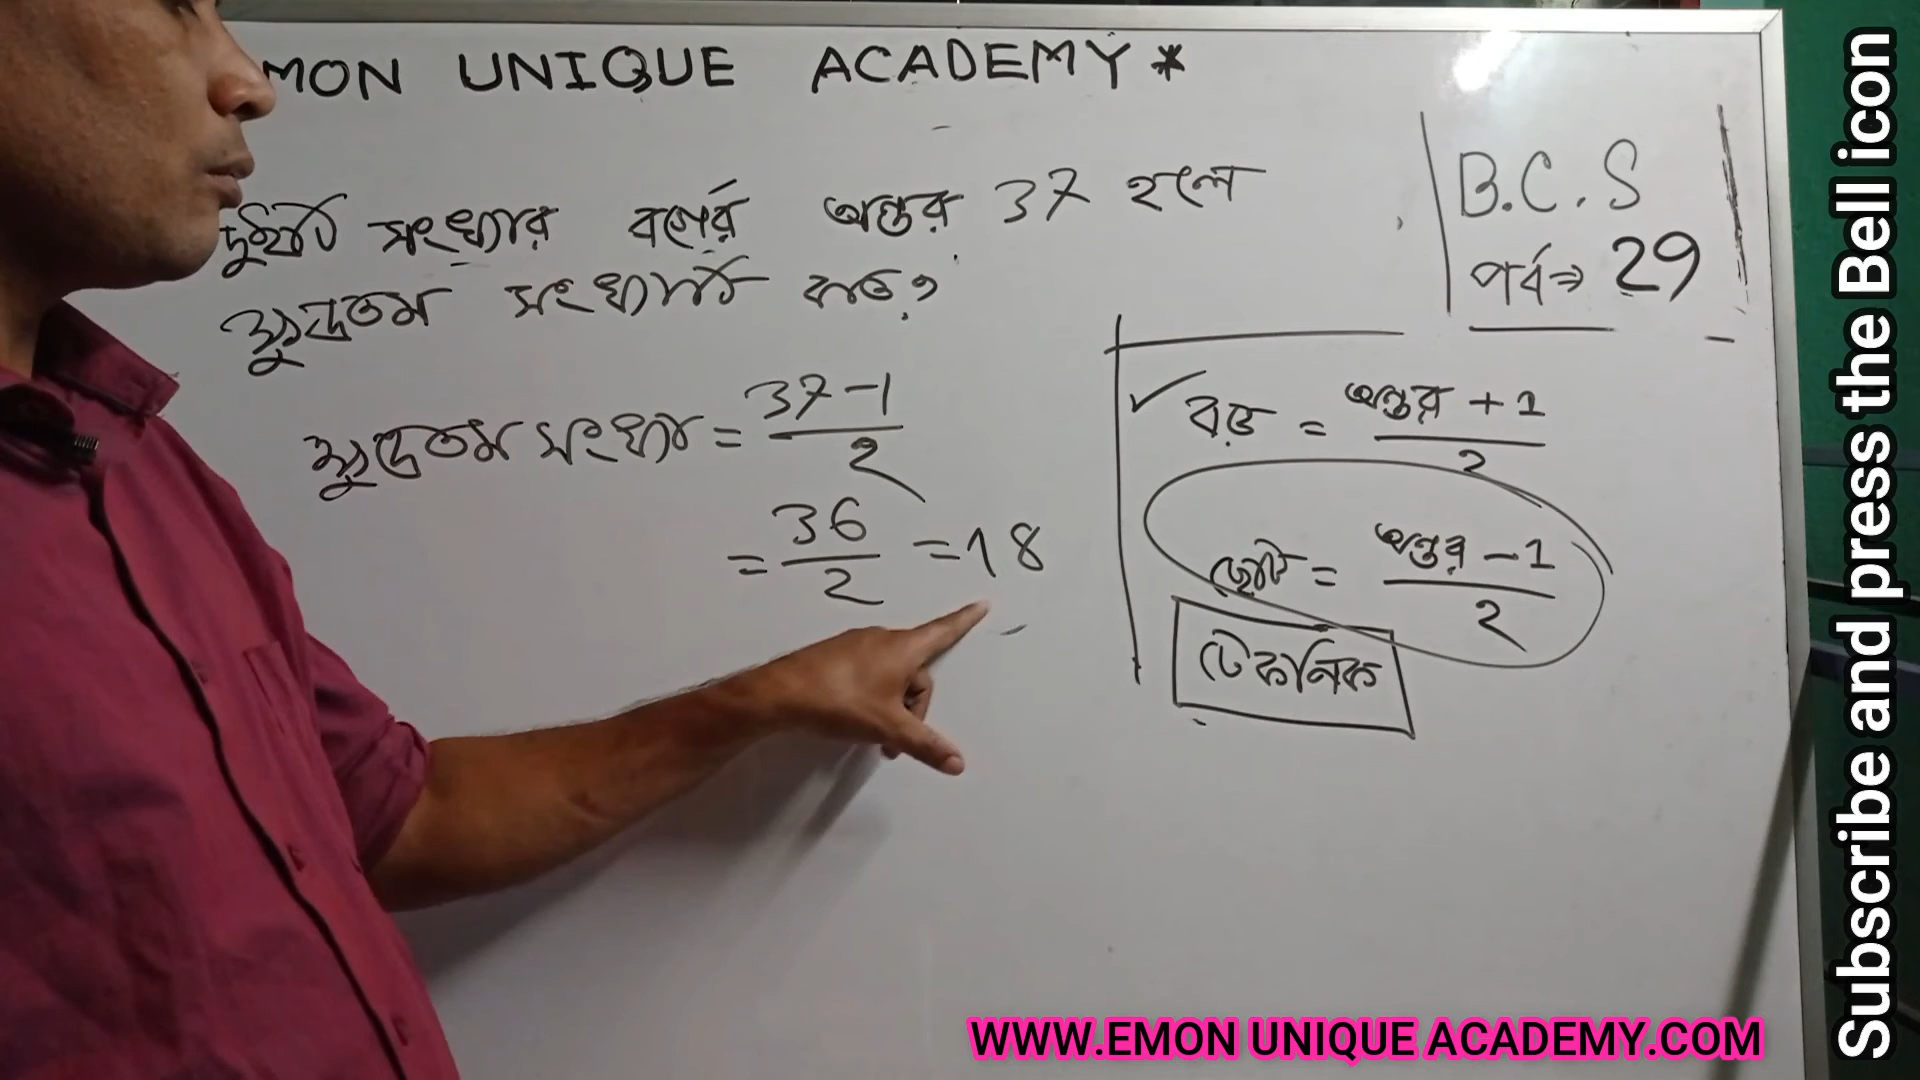 MON UNIQUE ACADEMY *
দুইটি সংখ্যার বর্গের অন্তর 37 হলে
ক্ষুদ্রতম সংখ্যাটি কত?
ক্ষুদ্রতম সংখ্যা = 37-1 / 2
= 36 / 2 = 18
B.C.S
পর্ব⇒ 29
✓ বড় = অন্তর + 1 / 2
ছোট = অন্তর - 1 / 2
টেকনিক
WWW.EMON UNIQUE ACADEMY.COM
Subscribe and press the Bell icon